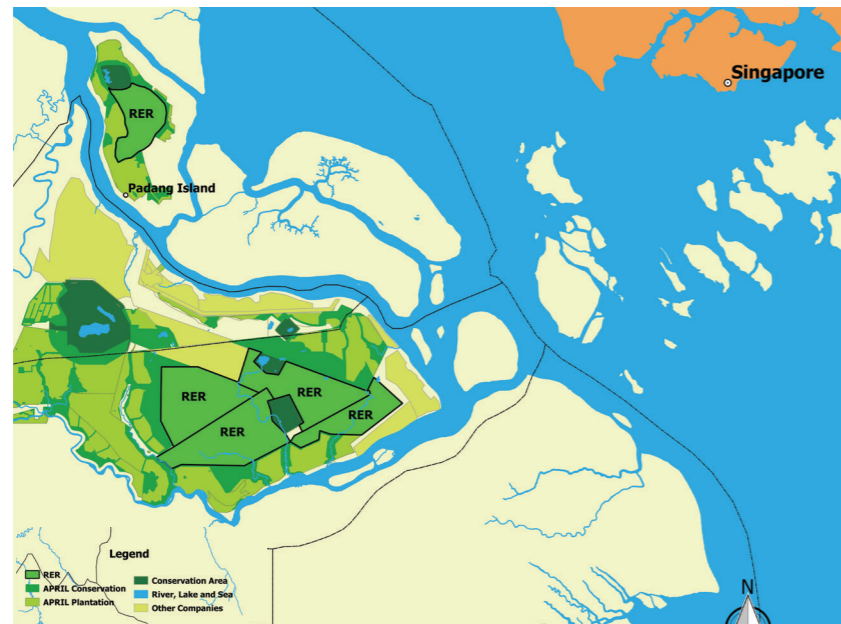 Singapore
RER
Padang Island
RER
RER
RER
RER
Legend
RER
APRIL Conservation
APRIL Plantation
Conservation Area
River, Lake and Sea
Other Companies
N